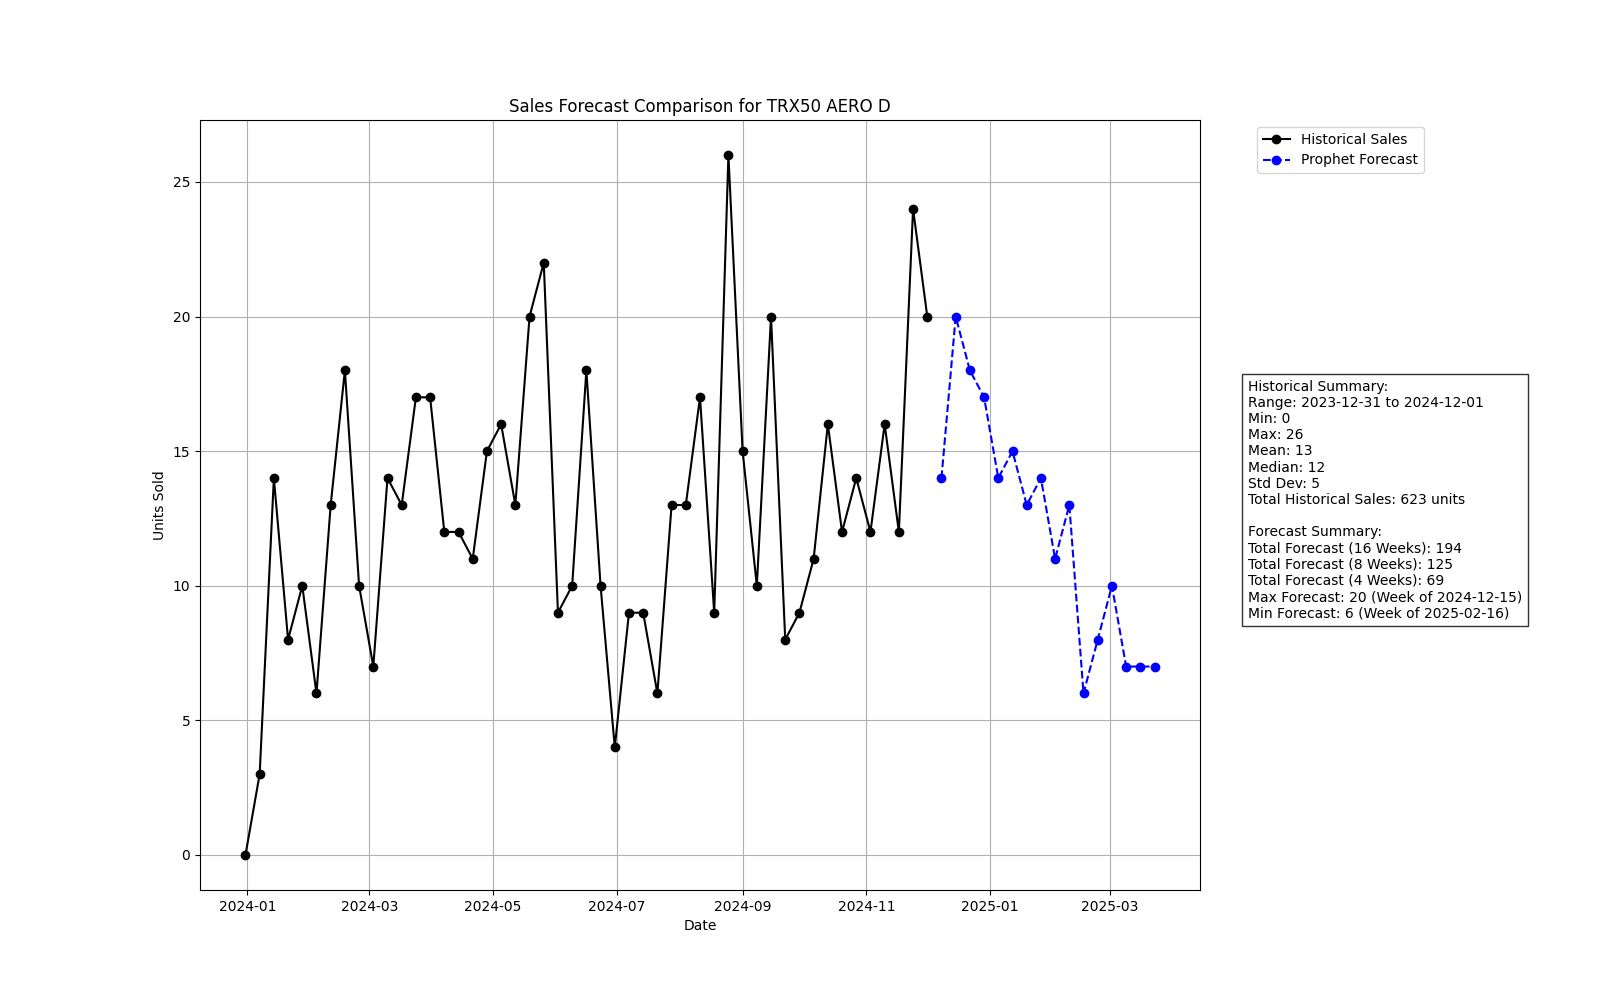 Sales Forecast Comparison for TRX50 AERO D
Historical Sales
Prophet Forecast
Units Sold
25
20
15
10
5
0
2024-01
2024-03
2024-05
2024-07
2024-09
2024-11
2025-01
2025-03
Date
Historical Summary:
Range: 2023-12-31 to 2024-12-01
Min: 0
Max: 26
Mean: 13
Median: 12
Std Dev: 5
Total Historical Sales: 623 units
Forecast Summary:
Total Forecast (16 Weeks): 194
Total Forecast (8 Weeks): 125
Total Forecast (4 Weeks): 69
Max Forecast: 20 (Week of 2024-12-15)
Min Forecast: 6 (Week of 2025-02-16)